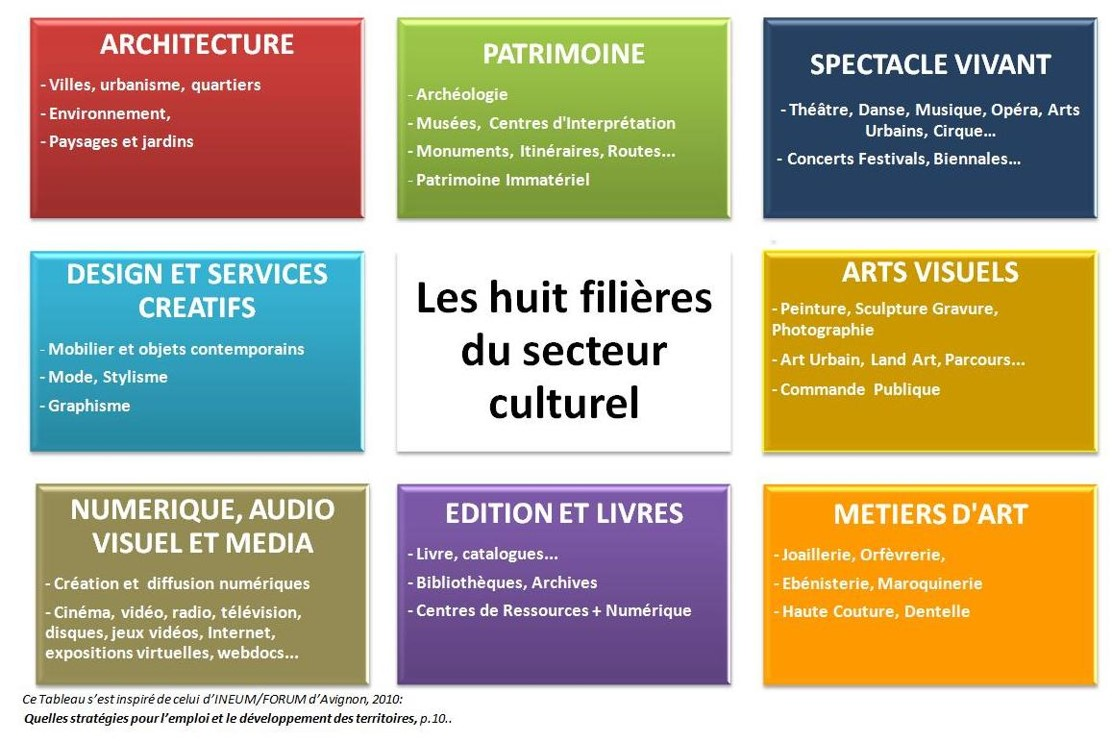 ARCHITECTURE
- Villes, urbanisme, quartiers
- Environnement,
- Paysages et jardins
PATRIMOINE
- Archéologie
- Musées, Centres d'Interprétation
- Monuments, Itinéraires, Routes...
- Patrimoine Immatériel
SPECTACLE VIVANT
- Théâtre, Danse, Musique, Opéra, Arts
Urbains, Cirque...
- Concerts Festivals, Biennales...
DESIGN ET SERVICES
CREATIFS
- Mobilier et objets contemporains
- Mode, Stylisme
- Graphisme
Les huit filières
du secteur
culturel
ARTS VISUELS
- Peinture, Sculpture Gravure,
Photographie
- Art Urbain, Land Art, Parcours...
- Commande Publique
NUMERIQUE, AUDIO
VISUEL ET MEDIA
- Création et diffusion numériques
- Cinéma, vidéo, radio, télévision,
disques, jeux vidéos, Internet,
expositions virtuelles, webdocs...
EDITION ET LIVRES
- Livre, catalogues...
- Bibliothèques, Archives
- Centres de Ressources + Numérique
METIERS D'ART
- Joaillerie, Orfèvrerie,
- Ebénisterie, Maroquinerie
- Haute Couture, Dentelle
Ce Tableau s'est inspiré de celui d'INEUM/FORUM d'Avignon, 2010:
Quelles stratégies pour l'emploi et le développement des territoires, p.10..